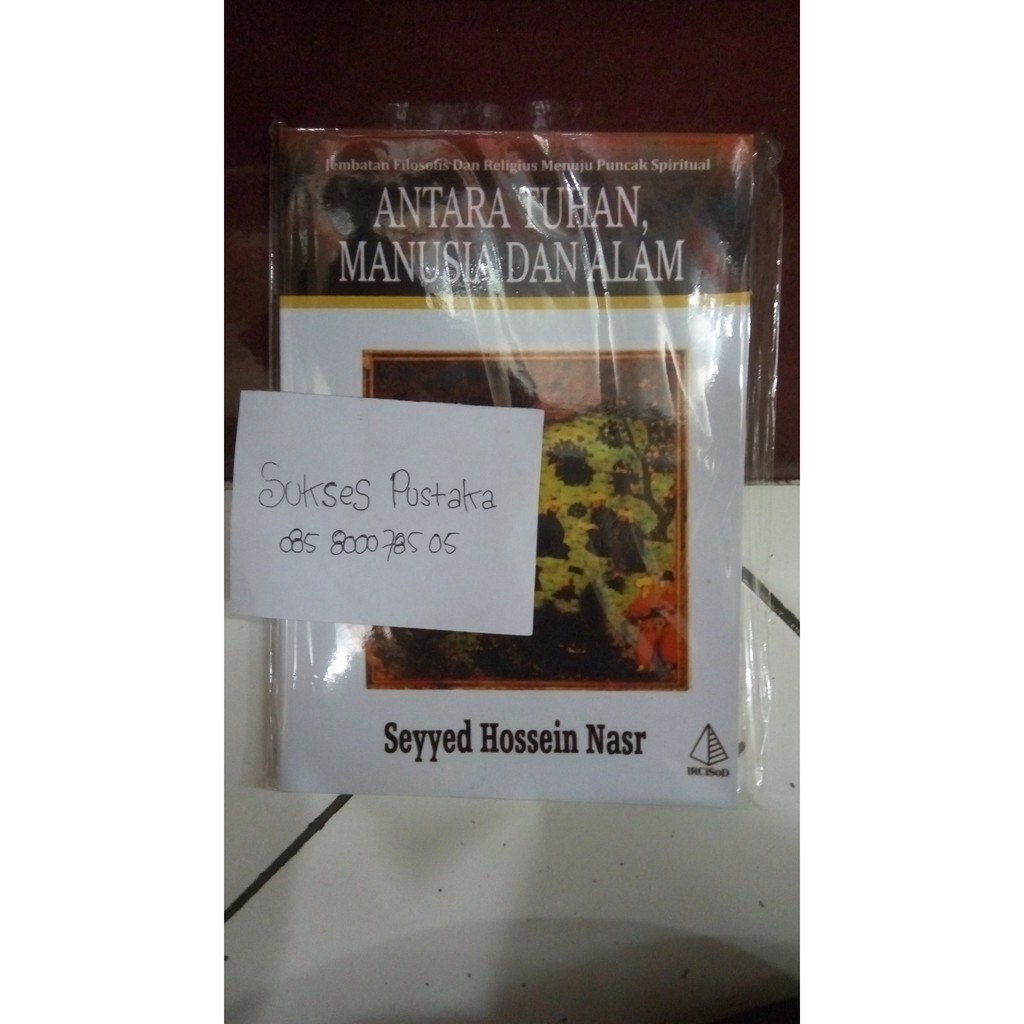 Jembatan Filosofis Dan Religius Menuju Puncak Spiritual
ANTARA TUHAN,
MANUSIA DAN ALAM
Sukses Pustaka
085 8000 785 05
Seyyed Hossein Nasr
IRCiSoD